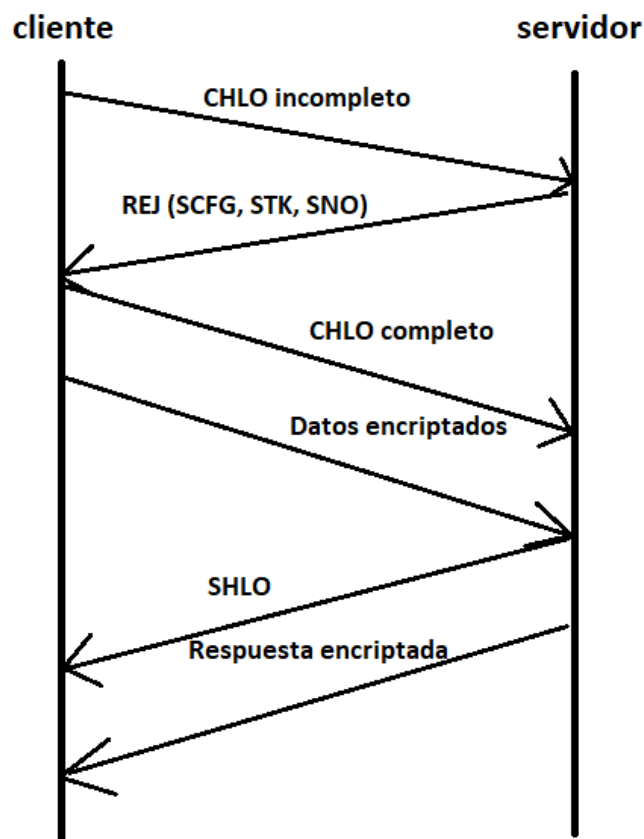 cliente
servidor
CHLO incompleto
REJ (SCFG, STK, SNO)
CHLO completo
Datos encriptados
SHLO
Respuesta encriptada